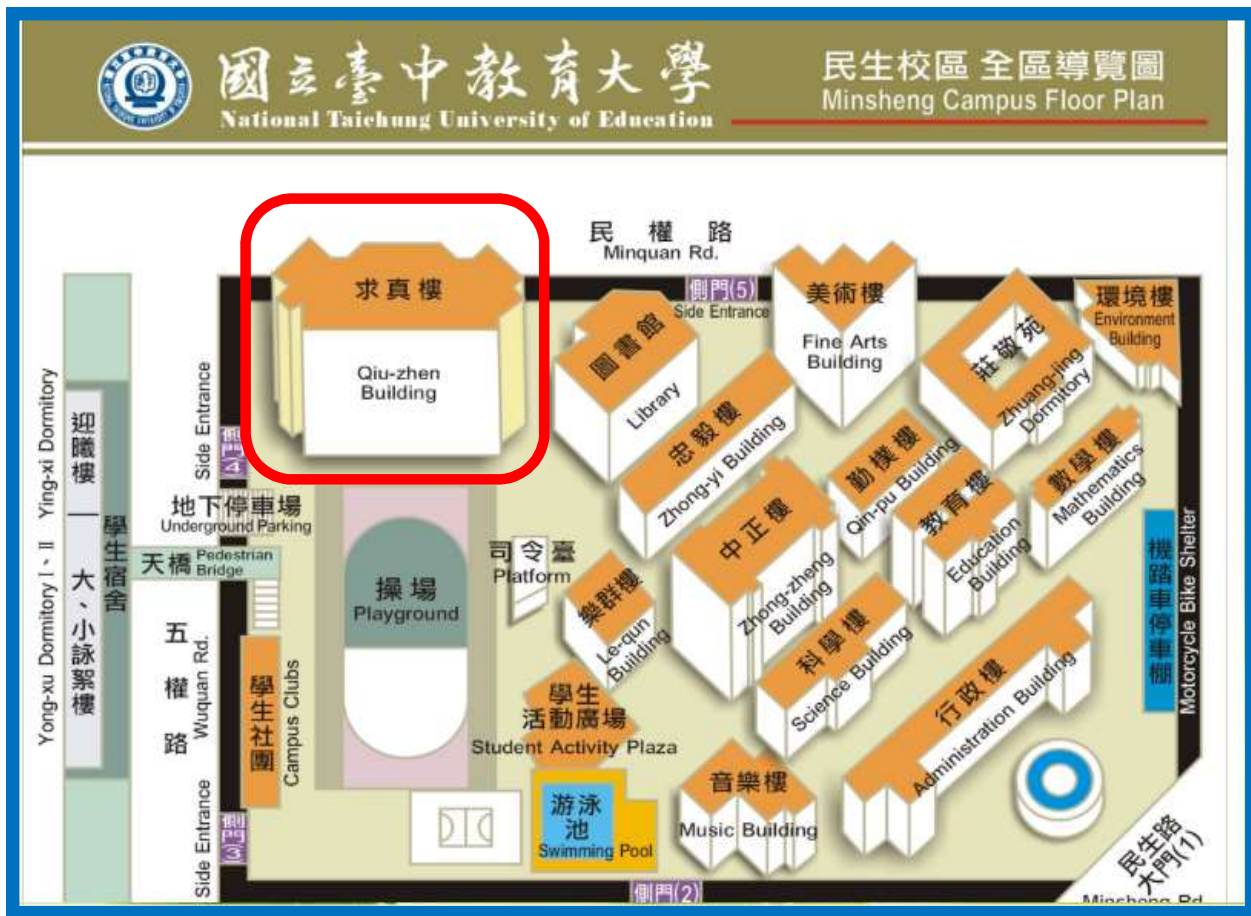 國立臺中教育大學
National Taichung University of Education
民生校區 全區導覽圖
Minsheng Campus Floor Plan
民 權 路
Minquan Rd.
側門(5)
Side Entrance
求真樓
Qiu-zhen
Building
圖書館
Library
美術樓
Fine Arts
Building
莊敬苑
Zhuang-jing
Dormitory
環境樓
Environment
Building
忠毅樓
Zhong-yi Building
勤樸樓
Qin-pu Building
教育樓
Education
Building
數學樓
Mathematics
Building
中正樓
Zhong-zheng
Building
科學樓
Science Building
行政樓
Administration Building
機踏車停車棚
Motorcycle Bike Shelter
Side Entrance
側門(4)
地下停車場
Underground Parking
天橋
Pedestrian
Bridge
學生宿舍
迎曦樓
Ying-xi Dormitory
大、小詠絮樓
Yong-xu Dormitory I、II
五權路
Wuquan Rd.
學生社團
Campus Clubs
操場
Playground
司令臺
Platform
樂群樓
Le-qun
Building
學生
活動廣場
Student Activity Plaza
游泳
池
Swimming Pool
音樂樓
Music Building
Side Entrance
側門(3)
側門(2)
民生路
大門(1)
Minsheng Rd